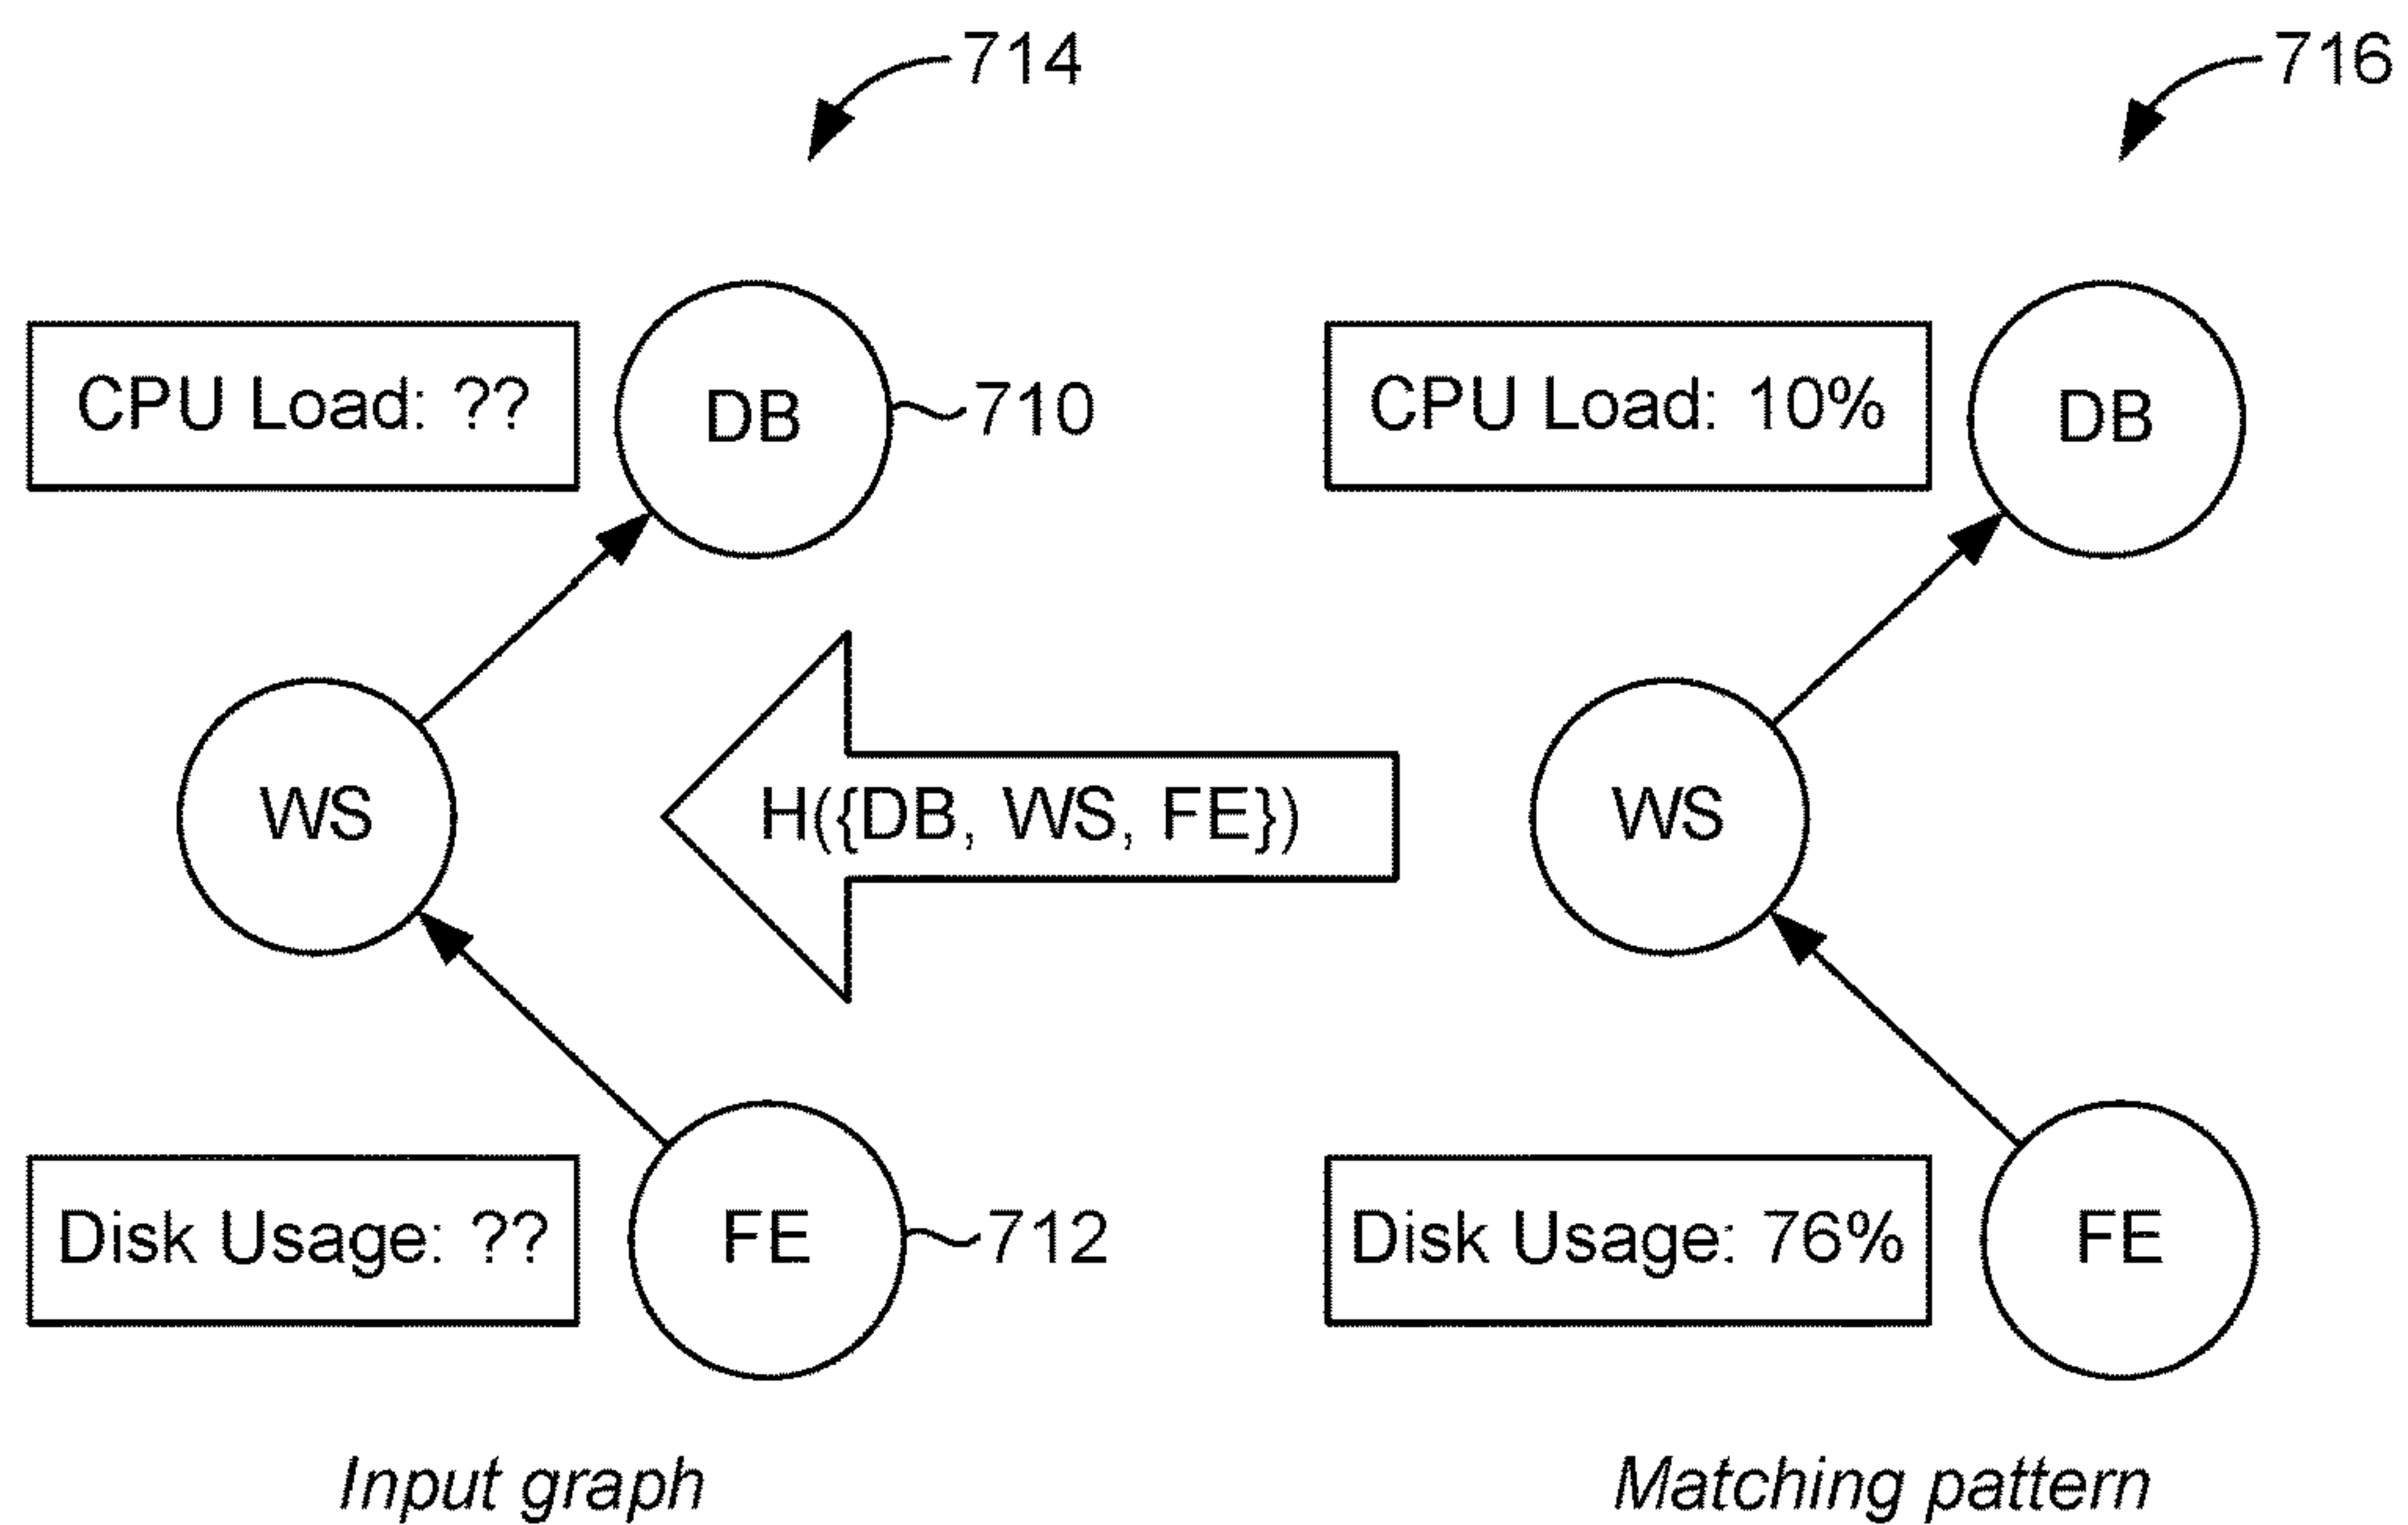 714
716
CPU Load: ??
DB
710
CPU Load: 10%
DB
WS
H({DB, WS, FE})
WS
Disk Usage: ??
FE
712
Disk Usage: 76%
FE
Input graph
Matching pattern